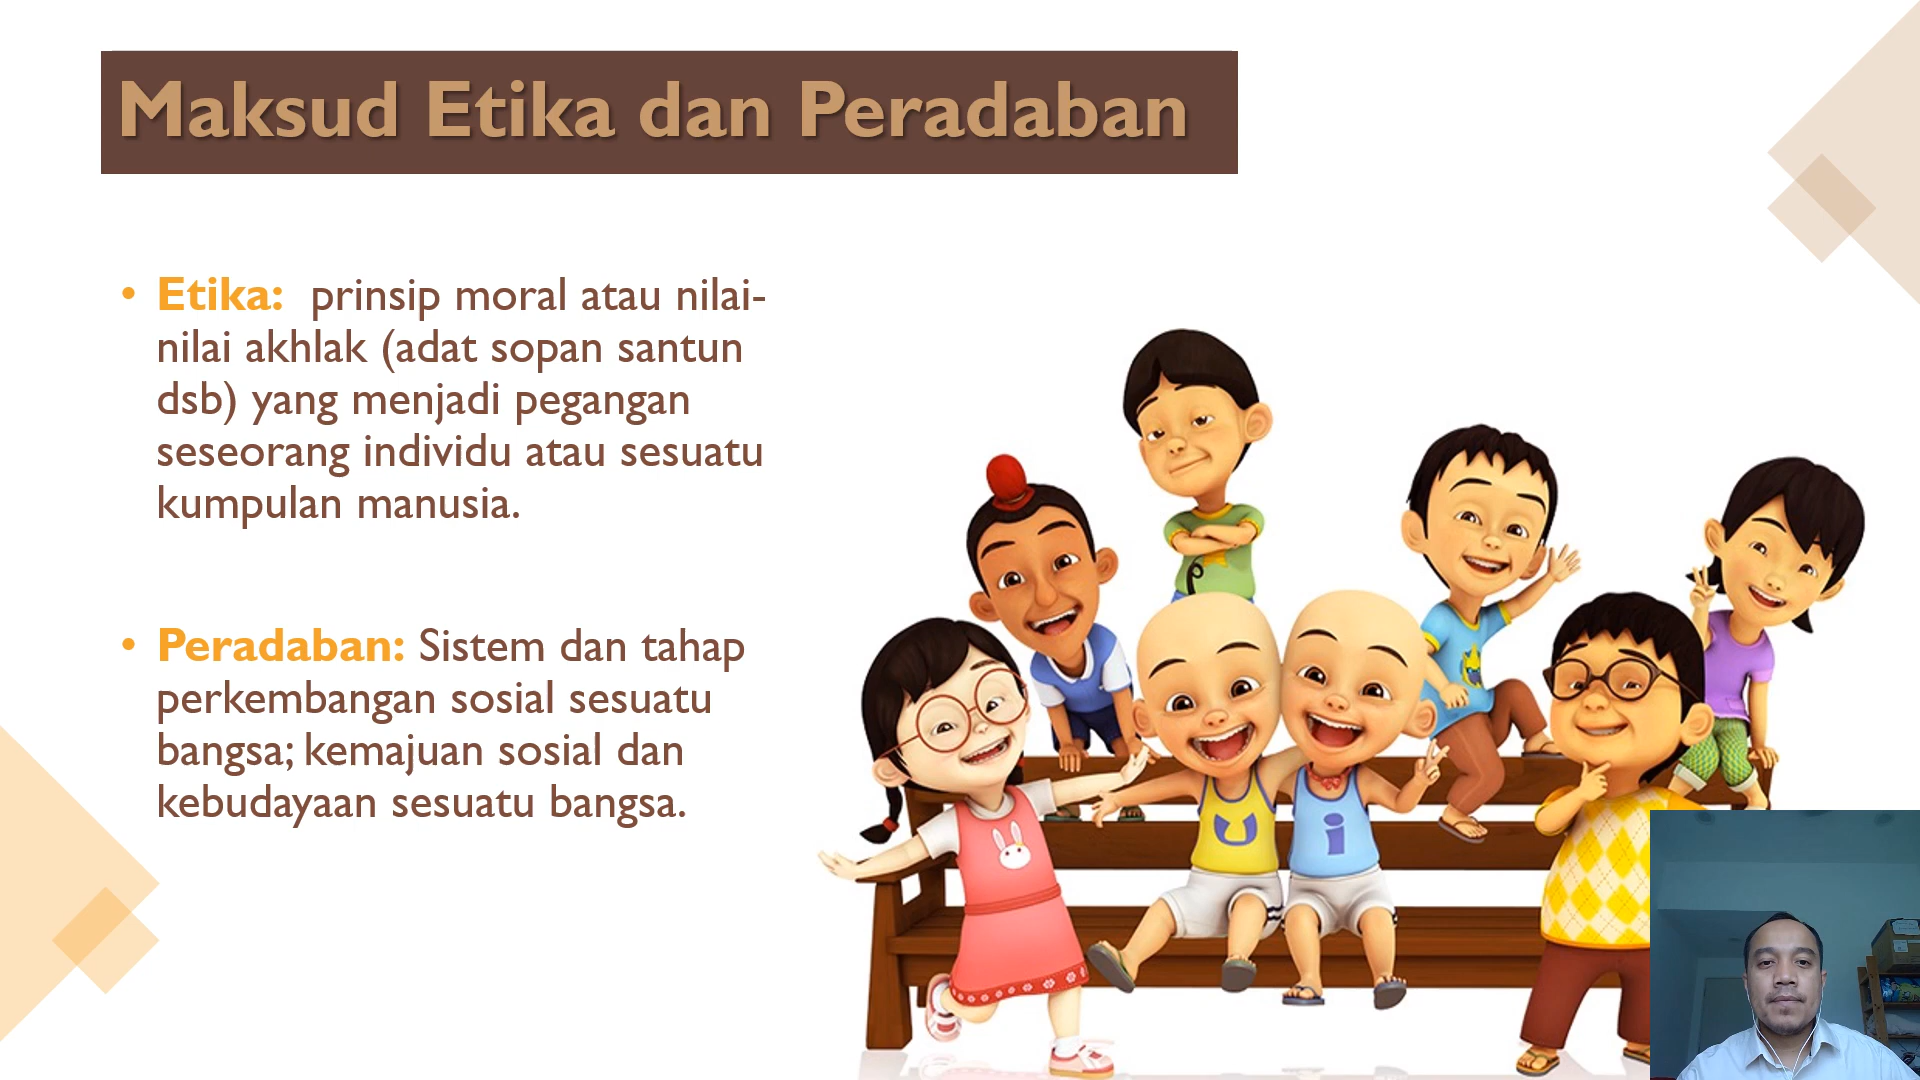 Maksud Etika dan Peradaban
• Etika: prinsip moral atau nilai-
nilai akhlak (adat sopan santun
dsb) yang menjadi pegangan
seseorang individu atau sesuatu
kumpulan manusia.
• Peradaban: Sistem dan tahap
perkembangan sosial sesuatu
bangsa; kemajuan sosial dan
kebudayaan sesuatu bangsa.
U
i